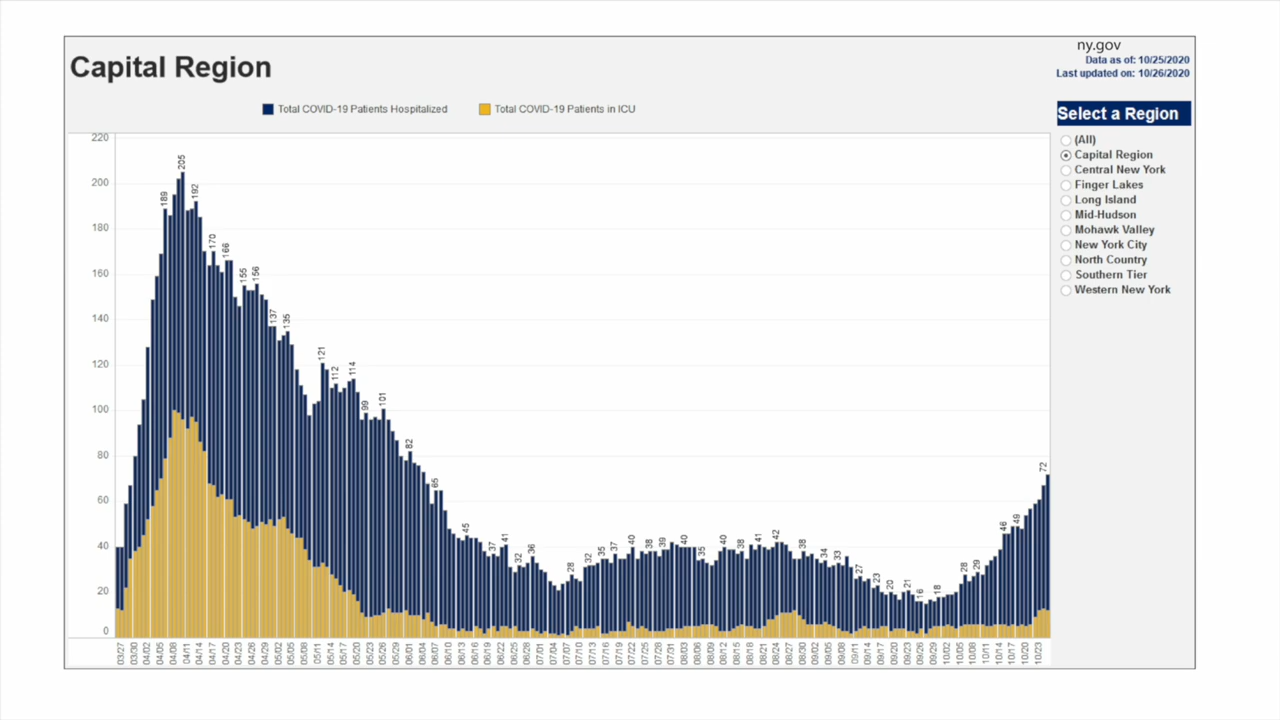 ny.gov
Capital Region
Data as of: 10/25/2020
Last updated on: 10/26/2020
Total COVID-19 Patients Hospitalized Total COVID-19 Patients in ICU
Select a Region
(All)
Capital Region
Central New York
Finger Lakes
Long Island
Mid-Hudson
Mohawk Valley
New York City
North Country
Southern Tier
Western New York
220
200
180
160
140
120
100
80
60
40
20
0
189 205 192 170 166 155 156 137 135 121 112 114 99 101 82 65 45 37 41 32 36 28 32 35 37 40 38 39 40 35 40 38 41 42 38 34 33 27 23 20 21 16 18 28 29 46 49 72
03/27 03/30 04/02 04/05 04/08 04/11 04/14 04/17 04/20 04/23 04/26 04/29 05/02 05/05 05/08 05/11 05/14 05/17 05/20 05/23 05/28 05/29 06/01 06/04 06/07 06/10 06/13 06/16 06/19 06/22 06/25 06/28 07/01 07/04 07/07 07/10 07/13 07/16 07/19 07/22 07/25 07/28 07/31 08/03 08/06 08/09 08/12 08/15 08/18 08/21 08/24 08/27 08/30 09/02 09/05 09/08 09/11 09/14 09/17 09/20 09/23 09/26 09/29 10/02 10/05 10/08 10/11 10/14 10/17 10/20 10/23